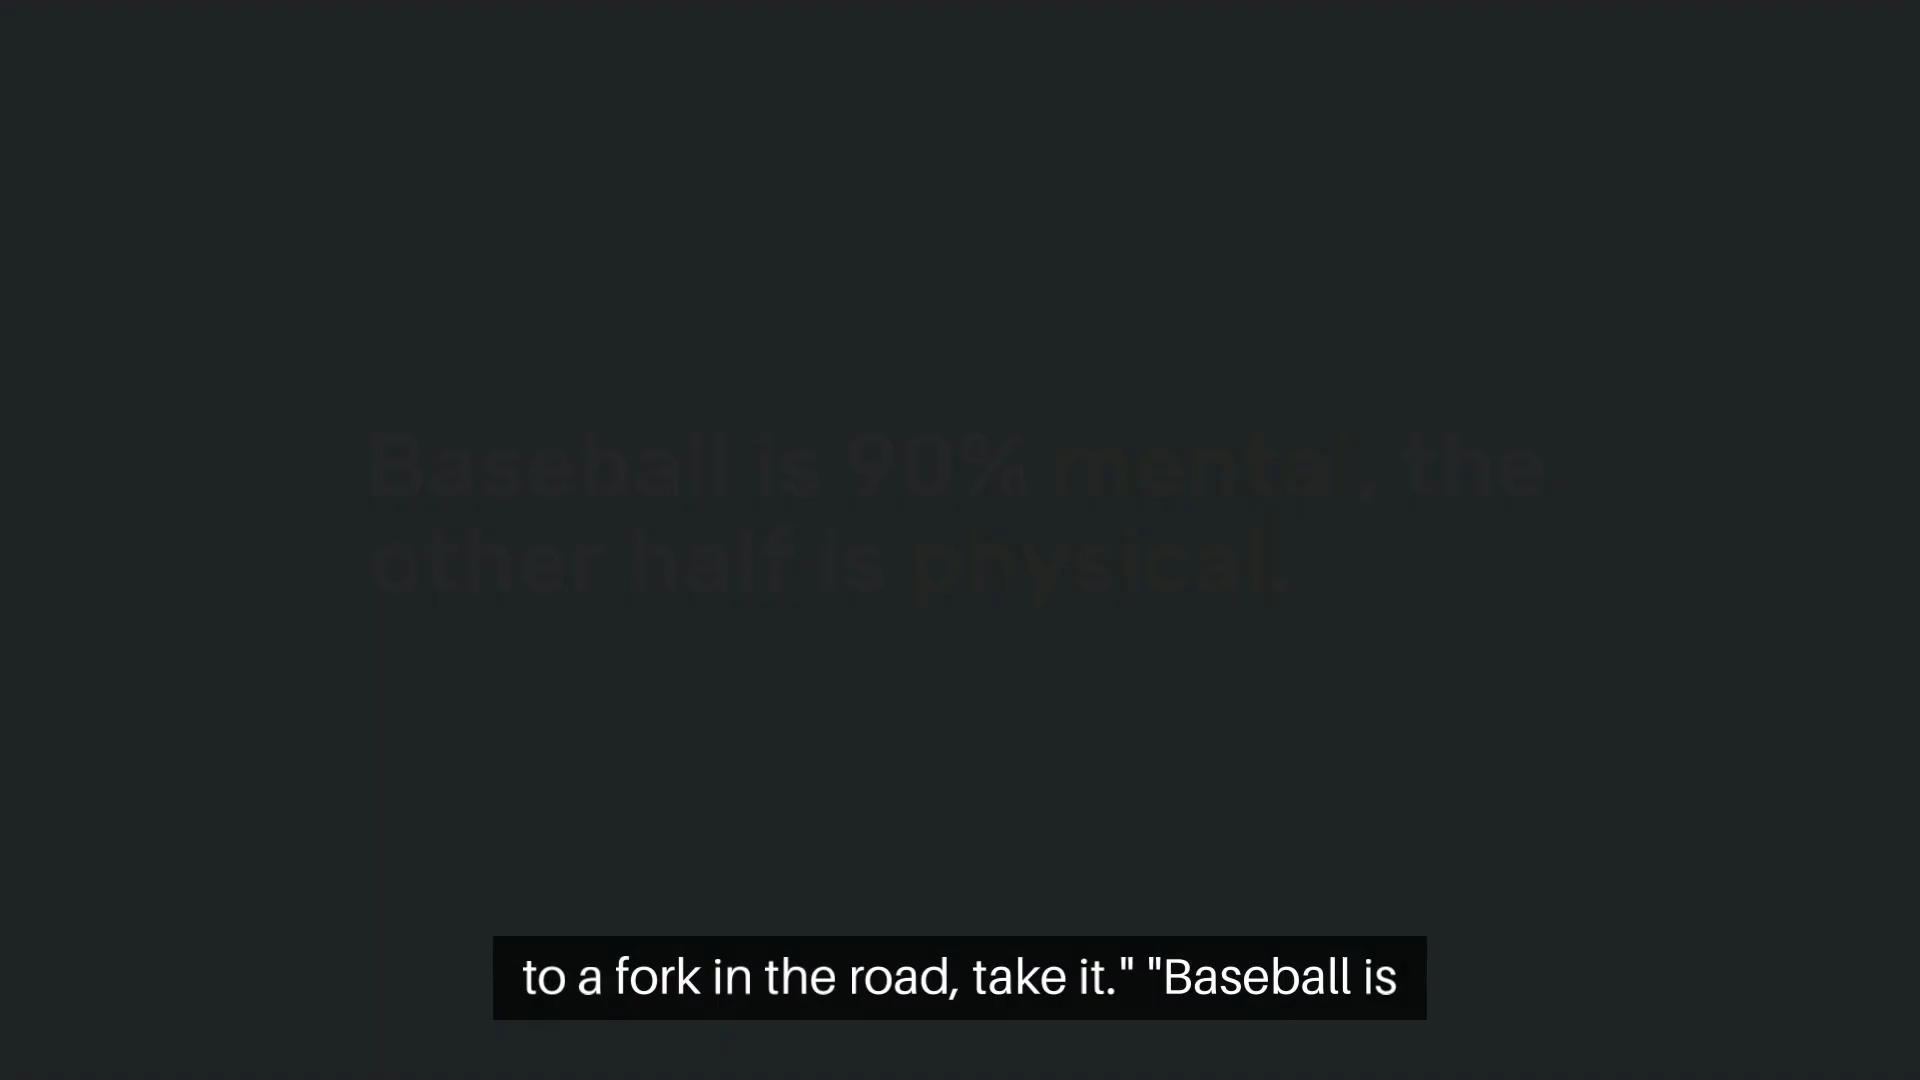 Baseball is 90% mental, the
other half is physical.
to a fork in the road, take it." "Baseball is